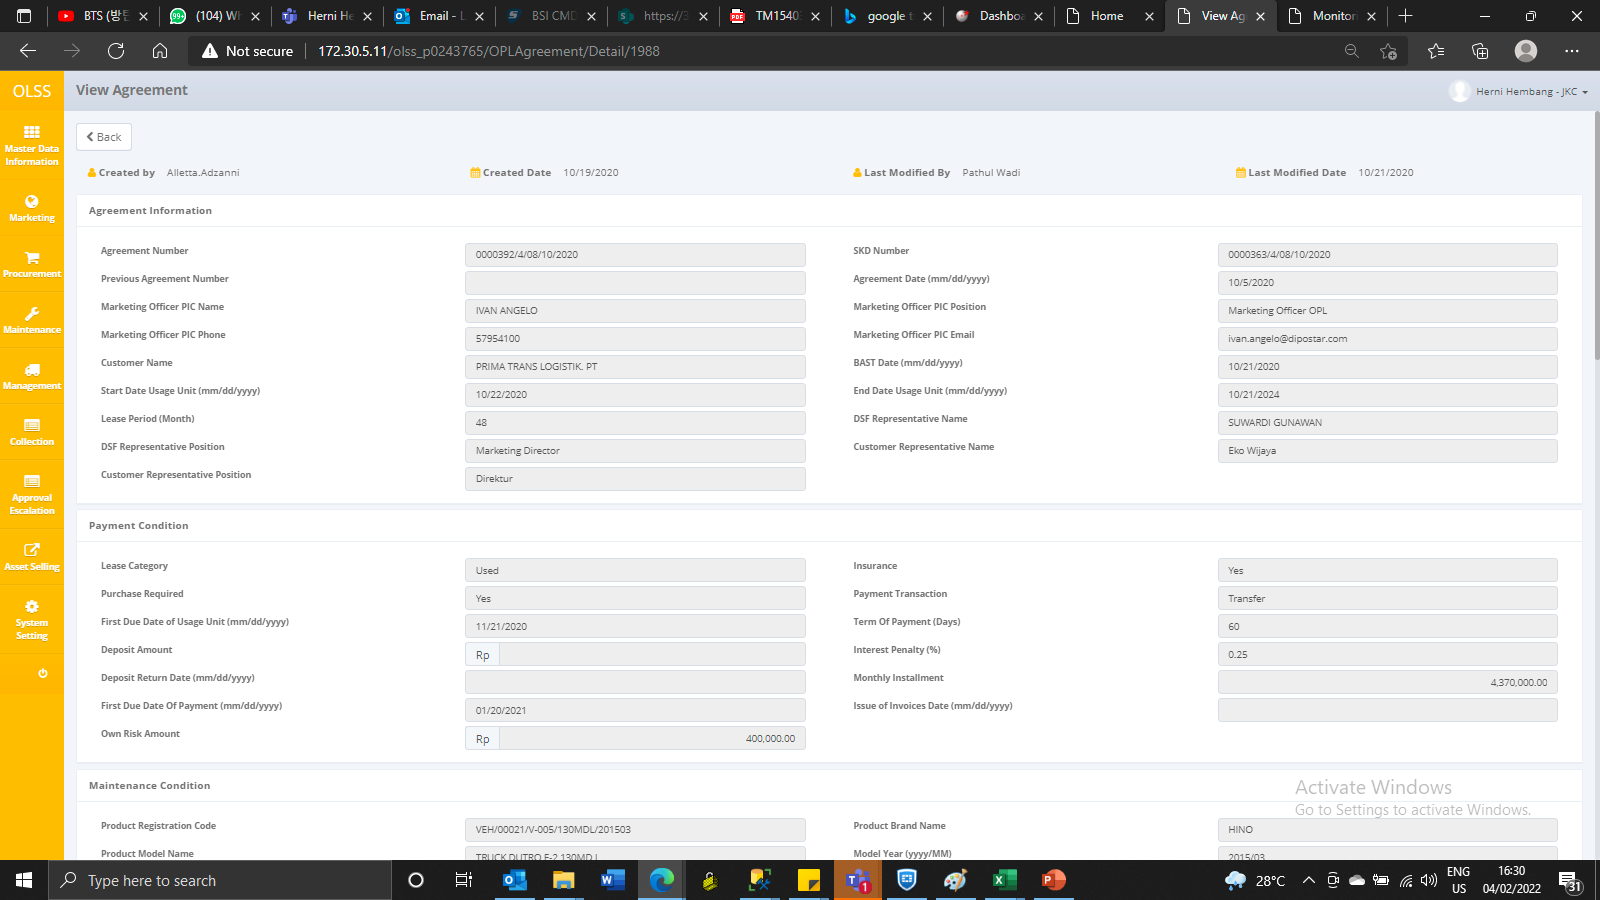 BTS (방탄
(104) W
Herni He
Email - L
BSI CMD
https://3
TM1540
google t
Dashboa
Home
View Ag
Monitor
Not secure
172.30.5.11/olss_p0243765/OPLAgreement/Detail/1988
OLSS
View Agreement
Herni Hembang - JKC
Back
Created by Alletta.Adzanni
Created Date 10/19/2020
Last Modified By Pathul Wadi
Last Modified Date 10/21/2020
Master Data
Information
Marketing
Procurement
Maintenance
Management
Collection
Approval
Escalation
Asset Selling
System
Setting
Agreement Information
Agreement Number 0000392/4/08/10/2020
SKD Number 0000363/4/08/10/2020
Previous Agreement Number
Agreement Date (mm/dd/yyyy) 10/5/2020
Marketing Officer PIC Name IVAN ANGELO
Marketing Officer PIC Position Marketing Officer OPL
Marketing Officer PIC Phone 57954100
Marketing Officer PIC Email ivan.angelo@dipostar.com
Customer Name PRIMA TRANS LOGISTIK. PT
BAST Date (mm/dd/yyyy) 10/21/2020
Start Date Usage Unit (mm/dd/yyyy) 10/22/2020
End Date Usage Unit (mm/dd/yyyy) 10/21/2024
Lease Period (Month) 48
DSF Representative Name SUWARDI GUNAWAN
DSF Representative Position Marketing Director
Customer Representative Name Eko Wijaya
Customer Representative Position Direktur
Payment Condition
Lease Category Used
Insurance Yes
Purchase Required Yes
Payment Transaction Transfer
First Due Date of Usage Unit (mm/dd/yyyy) 11/21/2020
Term Of Payment (Days) 60
Deposit Amount Rp
Interest Penalty (%) 0.25
Deposit Return Date (mm/dd/yyyy)
Monthly Installment 4,370,000.00
First Due Date Of Payment (mm/dd/yyyy) 01/20/2021
Issue of Invoices Date (mm/dd/yyyy)
Own Risk Amount Rp 400,000.00
Maintenance Condition
Product Registration Code VEH/00021/V-005/130MDL/201503
Product Brand Name HINO
Product Model Name TRUCK DUTRO E-2 130MD L
Model Year (yyyy/MM) 2015/03
Activate Windows
Go to Settings to activate Windows.
Type here to search
28°C
ENG
US
16:30
04/02/2022
31